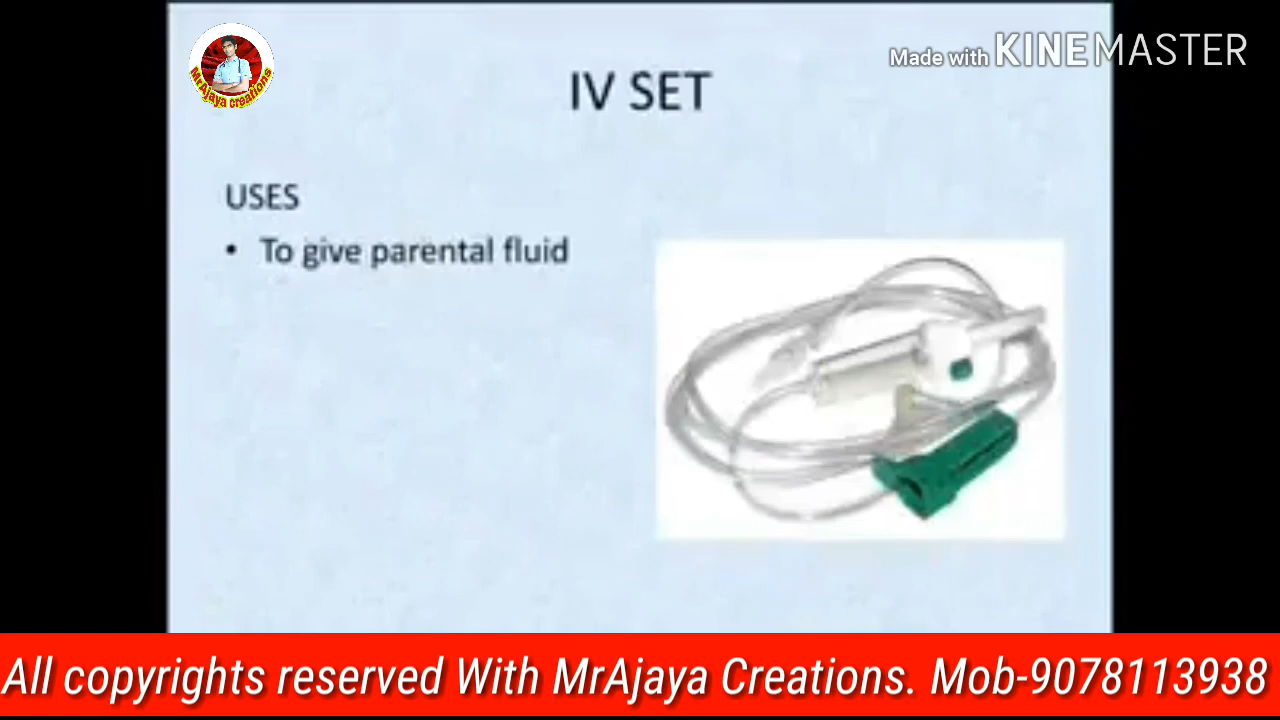 MrAjaya creations
Made with KINEMASTER
IV SET
USES
• To give parental fluid
All copyrights reserved With MrAjaya Creations. Mob-9078113938